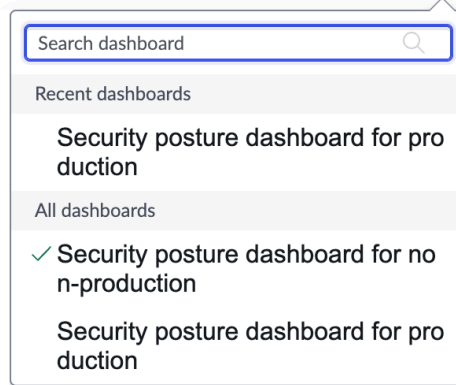 Search dashboard
Recent dashboards
Security posture dashboard for pro
duction
All dashboards
Security posture dashboard for no
n-production
Security posture dashboard for pro
duction